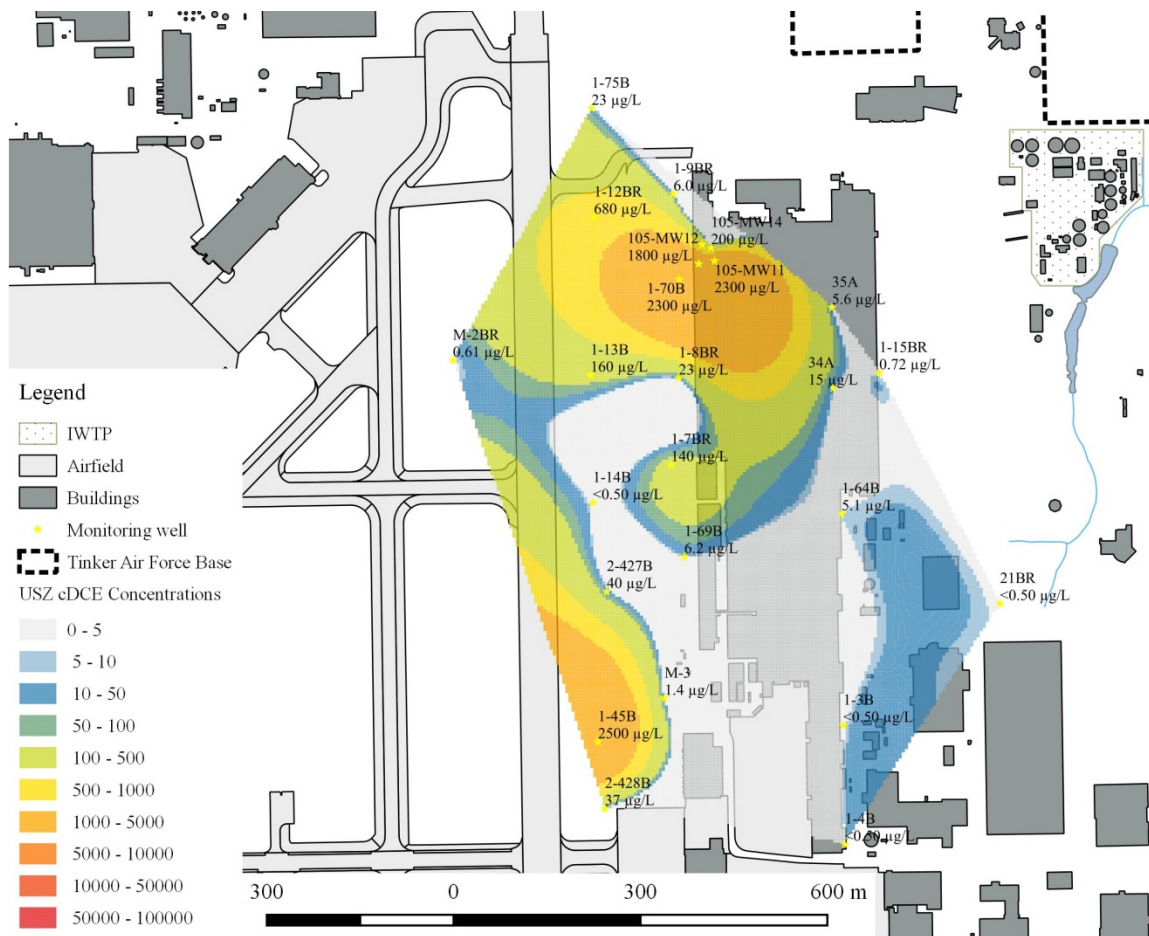 1-75B
23 µg/L
1-9BR
6.0 µg/L
1-12BR
680 µg/L
105-MW14
200 µg/L
105-MW12
1800 µg/L
105-MW11
2300 µg/L
1-70B
2300 µg/L
35A
5.6 µg/L
M-2BR
0.61 µg/L
1-13B
160 µg/L
1-8BR
23 µg/L
34A
15 µg/L
1-15BR
0.72 µg/L
1-7BR
140 µg/L
1-14B
<0.50 µg/L
1-64B
5.1 µg/L
1-69B
6.2 µg/L
2-427B
40 µg/L
21BR
<0.50 µg/L
M-3
1.4 µg/L
1-3B
<0.50 µg/L
1-45B
2500 µg/L
2-428B
37 µg/L
1-4B
<0.50 µg/L
Legend
IWTP
Airfield
Buildings
Monitoring well
Tinker Air Force Base
USZ cDCE Concentrations
0 - 5
5 - 10
10 - 50
50 - 100
100 - 500
500 - 1000
1000 - 5000
5000 - 10000
10000 - 50000
50000 - 100000
300 0 300 600 m